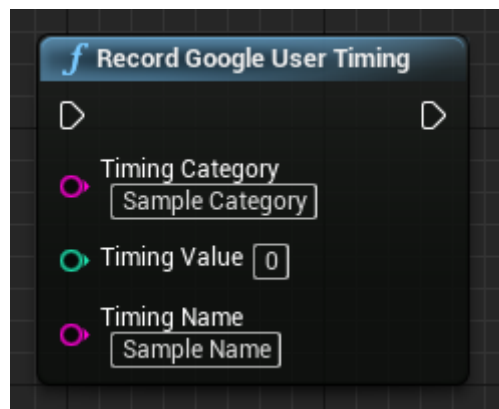 f Record Google User Timing
Timing Category
Sample Category
Timing Value 0
Timing Name
Sample Name